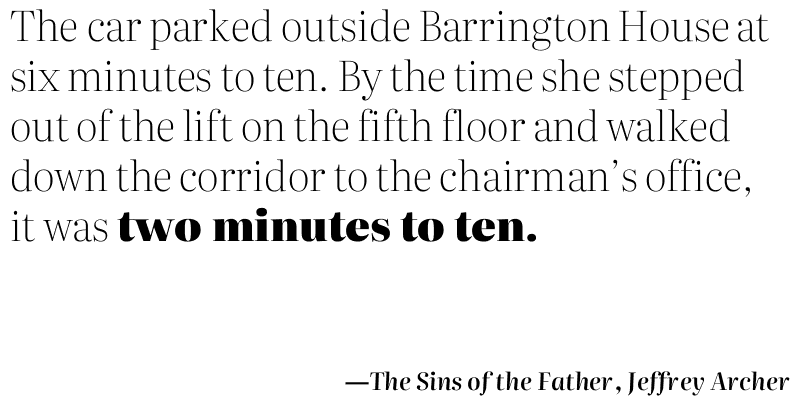 The car parked outside Barrington House at
six minutes to ten. By the time she stepped
out of the lift on the fifth floor and walked
down the corridor to the chairman’s office,
it was two minutes to ten.
—The Sins of the Father, Jeffrey Archer